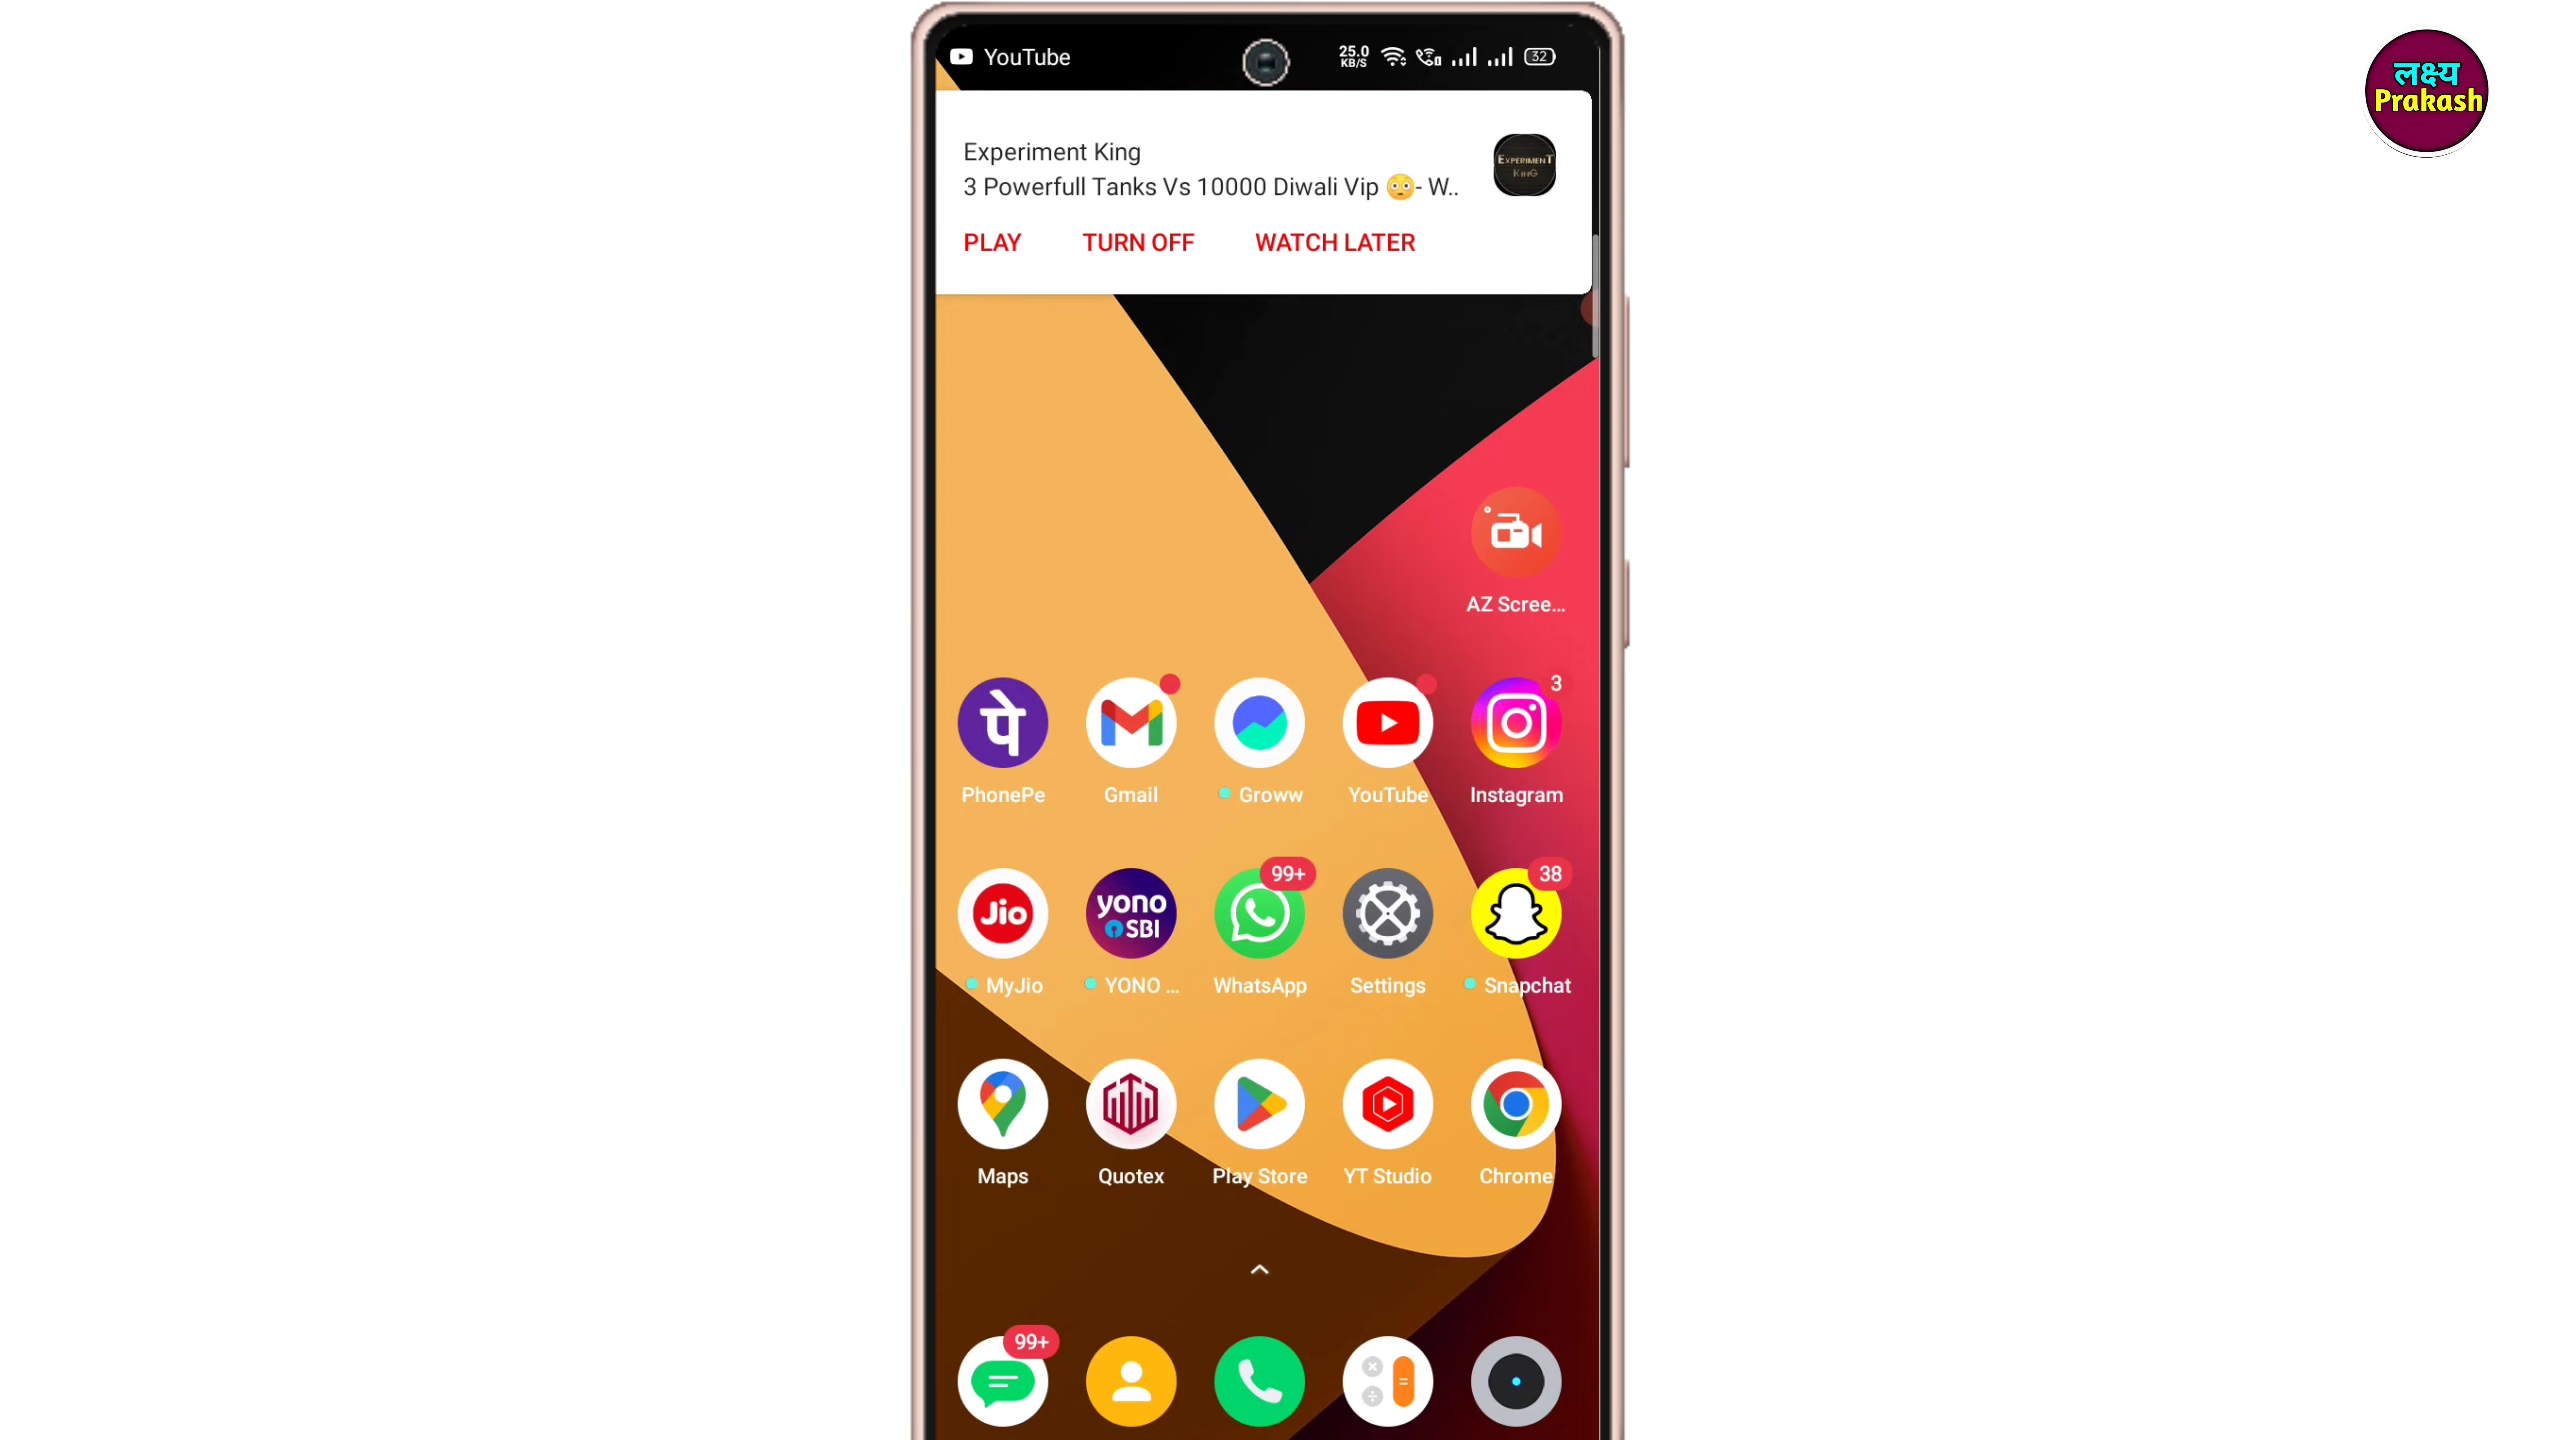 YouTube
25.0
KB/S
32
लक्ष्य
Prakash
Experiment King
3 Powerfull Tanks Vs 10000 Diwali Vip 😳- W..
EXPERIMENT
KING
PLAY TURN OFF WATCH LATER
AZ Scree...
पे
3
PhonePe Gmail Groww YouTube Instagram
99+ 38
Jio yono SBI
MyJio YONO ... WhatsApp Settings Snapchat
Maps Quotex Play Store YT Studio Chrome
99+